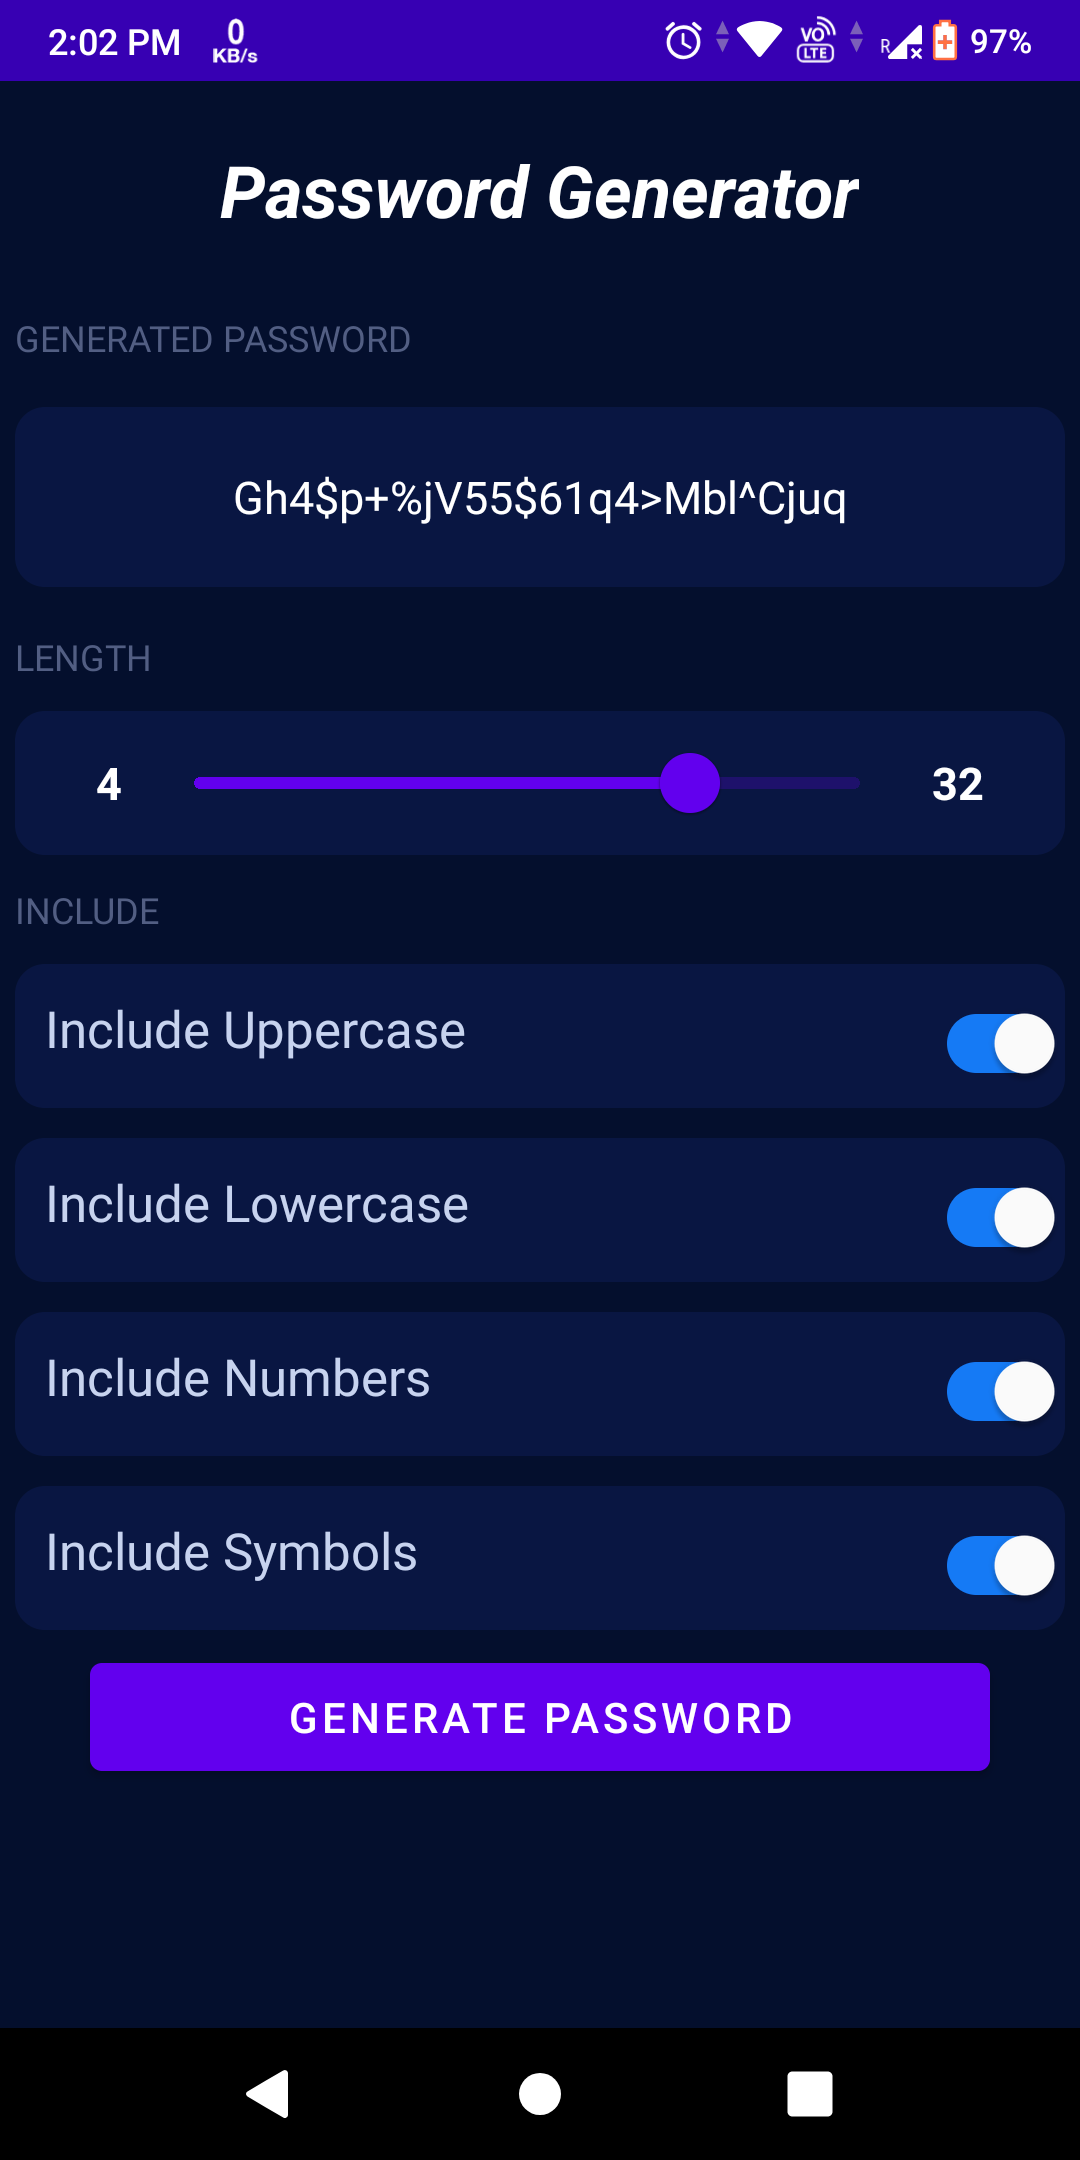 2:02 PM 0 KB/s VO LTE R 97%
Password Generator
GENERATED PASSWORD
Gh4$p+%jV55$61q4>Mbl^Cjuq
LENGTH
4 32
INCLUDE
Include Uppercase
Include Lowercase
Include Numbers
Include Symbols
GENERATE PASSWORD